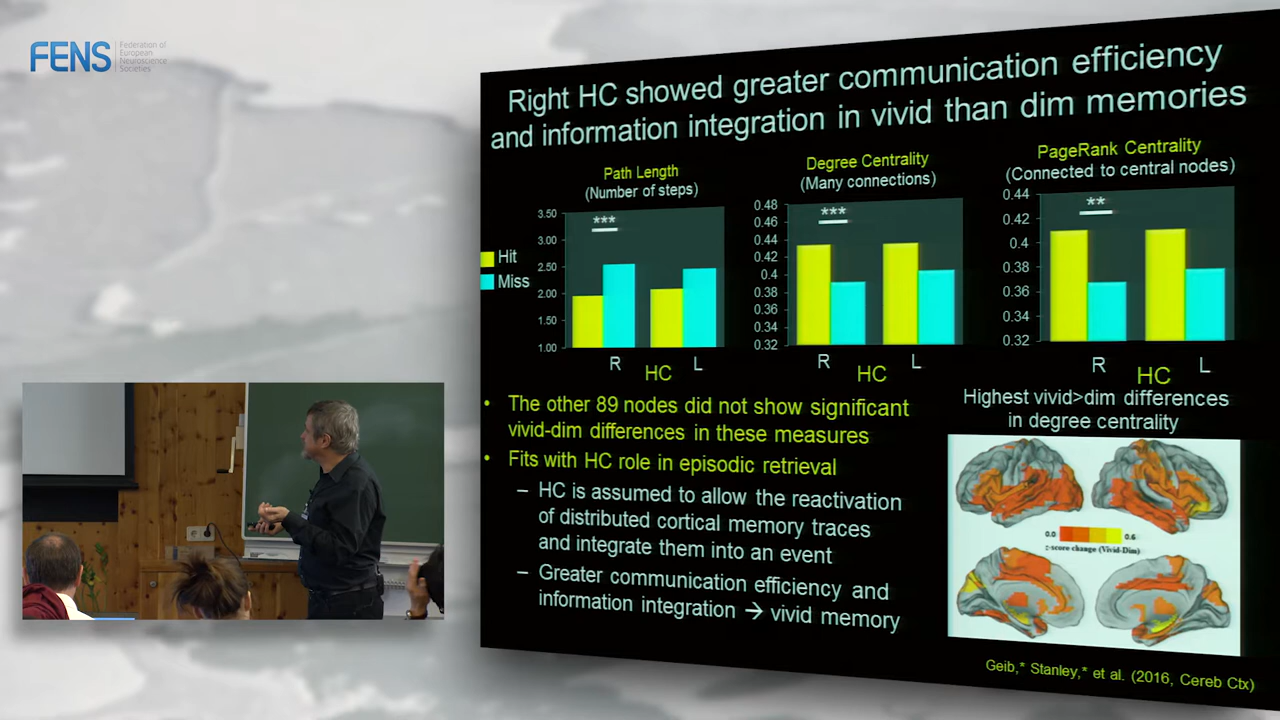 FENS
Federation of
European
Neuroscience
Societies
Right HC showed greater communication efficiency
and information integration in vivid than dim memories
Path Length
(Number of steps)
3.50
3.00
2.50
2.00
1.50
1.00
***
Hit
Miss
R
L
HC
Degree Centrality
(Many connections)
0.48
0.46
0.44
0.42
0.4
0.38
0.36
0.34
0.32
***
R
L
HC
PageRank Centrality
(Connected to central nodes)
0.44
0.42
0.4
0.38
0.36
0.34
0.32
**
R
L
HC
• The other 89 nodes did not show significant
vivid-dim differences in these measures
• Fits with HC role in episodic retrieval
– HC is assumed to allow the reactivation
of distributed cortical memory traces
and integrate them into an event
– Greater communication efficiency and
information integration → vivid memory
Highest vivid>dim differences
in degree centrality
0.0
0.6
z-score change (Vivid-Dim)
Geib,* Stanley,* et al. (2016, Cereb Ctx)